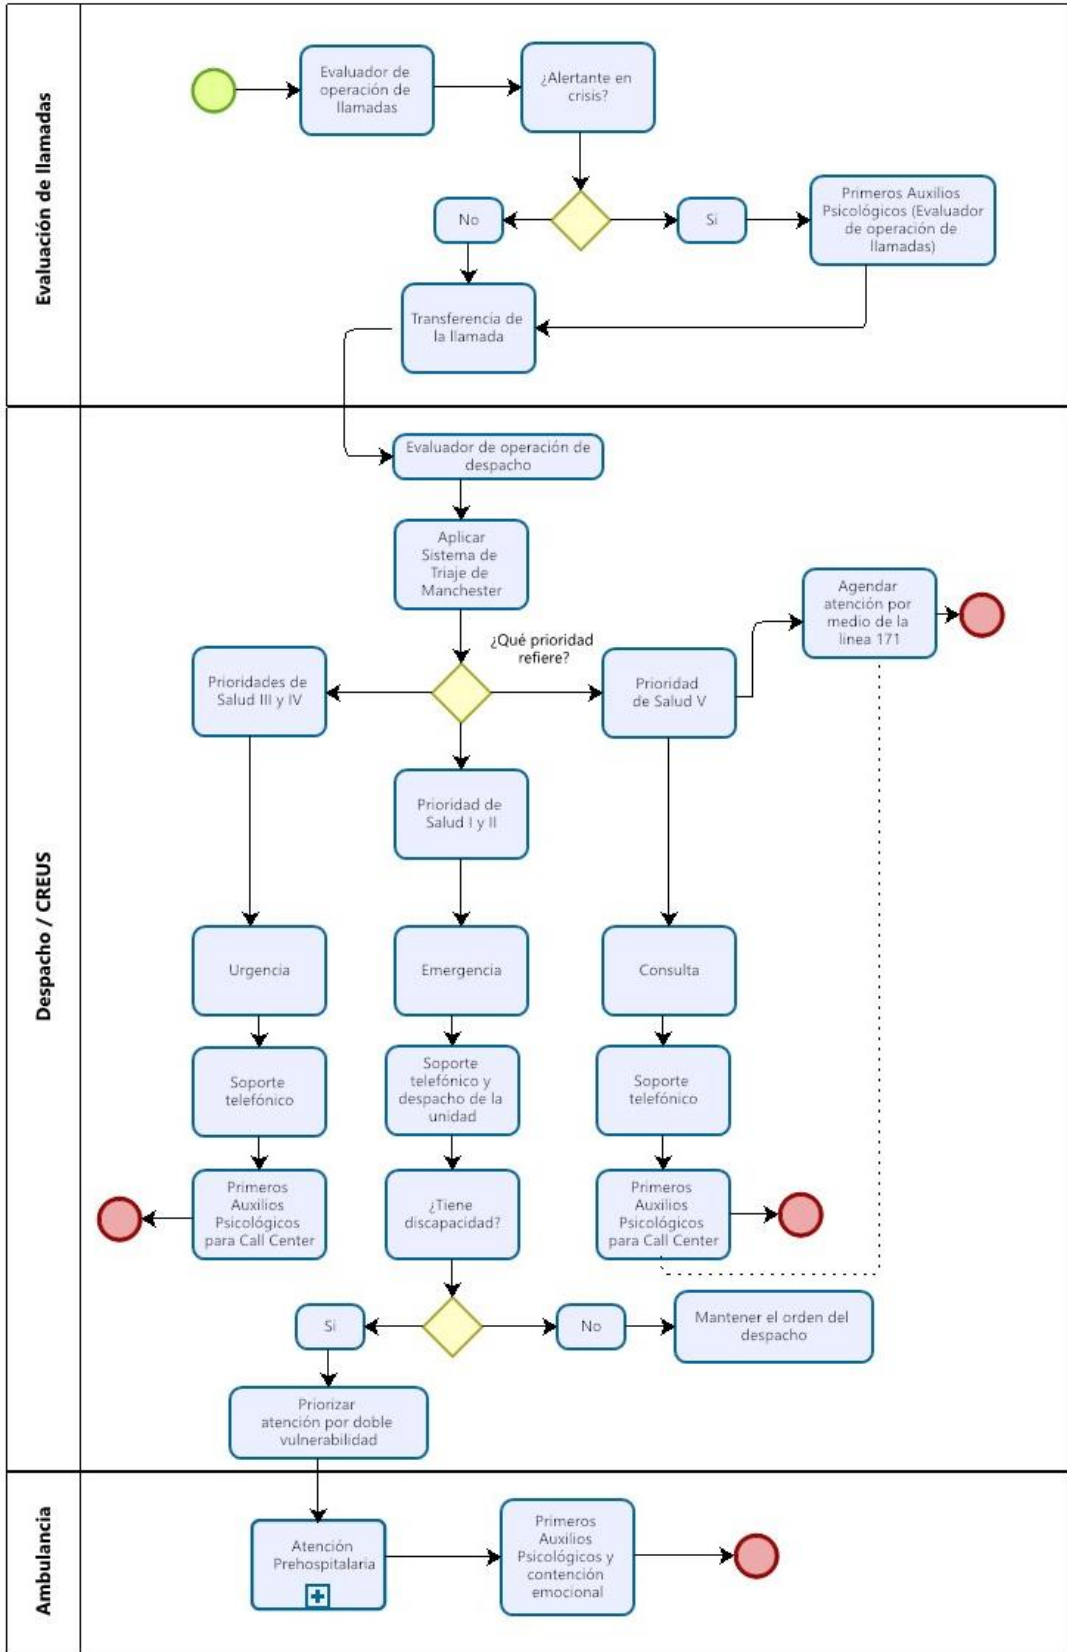 Evaluación de llamadas
Evaluador de
operación de
llamadas
¿Alertante en
crisis?
No
Si
Primeros Auxilios
Psicológicos (Evaluador
de operación de
llamadas)
Transferencia de
la llamada
Despacho / CREUS
Evaluador de operación de
despacho
Aplicar
Sistema de
Triaje de
Manchester
¿Qué prioridad
refiere?
Agendar
atención por
medio de la
linea 171
Prioridades de
Salud III y IV
Prioridad
de Salud V
Prioridad de
Salud I y II
Urgencia
Emergencia
Consulta
Soporte
telefónico
Soporte
telefónico y
despacho de la
unidad
Soporte
telefónico
Primeros
Auxilios
Psicológicos
para Call Center
¿Tiene
discapacidad?
Primeros
Auxilios
Psicológicos
para Call Center
Si
No
Mantener el orden del
despacho
Priorizar
atención por doble
vulnerabilidad
Ambulancia
Atención
Prehospitalaria
Primeros
Auxilios
Psicológicos y
contención
emocional